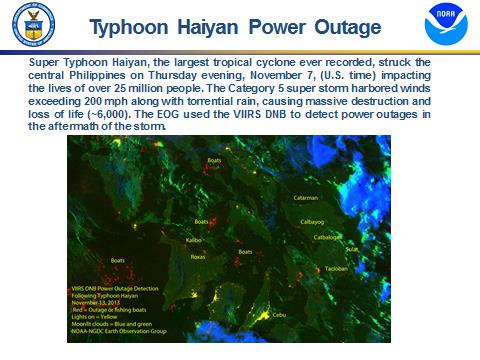 Typhoon Haiyan Power Outage
NOAA
Super Typhoon Haiyan, the largest tropical cyclone ever recorded, struck the
central Philippines on Thursday evening, November 7, (U.S. time) impacting
the lives of over 25 million people. The Category 5 super storm harbored winds
exceeding 200 mph along with torrential rain, causing massive destruction and
loss of life (~6,000). The EOG used the VIIRS DNB to detect power outages in
the aftermath of the storm.
Boats
Catarman
Boats
Calbayog
Kalibo
Catbalogan
Sulat
Roxas
Boats
Boats
Tacloban
VIIRS DNB Power Outage Detection
Following Typhoon Haiyan
November 13, 2013
Red = Outage or fishing boats
Lights on = Yellow
Moonlit clouds = Blue and green
NOAA-NGDC Earth Observation Group
Cebu